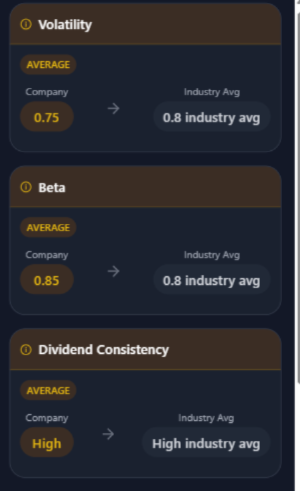 Volatility
AVERAGE
Company
Industry Avg
0.75
0.8 industry avg
Beta
AVERAGE
Company
Industry Avg
0.85
0.8 industry avg
Dividend Consistency
AVERAGE
Company
Industry Avg
High
High industry avg